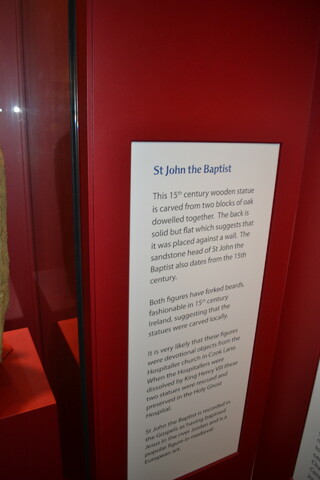 St John the Baptist
This 15th century wooden statue
is carved from two blocks of oak
dowelled together. The back is
solid but flat which suggests that
it was placed against a wall. The
sandstone head of St John the
Baptist also dates from the 15th
century.
Both figures have forked beards,
fashionable in 15th century
Ireland, suggesting that the
statues were carved locally.
It is very likely that these figures
were devotional objects from the
Hospitaller church in Cook Lane.
When the Hospitallers were
dissolved by King Henry VIII these
two statues were rescued and
preserved in the Holy Ghost
Hospital.
St John the Baptist is recorded in
the Gospels as having baptised
Jesus in the river Jordan and is a
popular figure in medieval
European art.